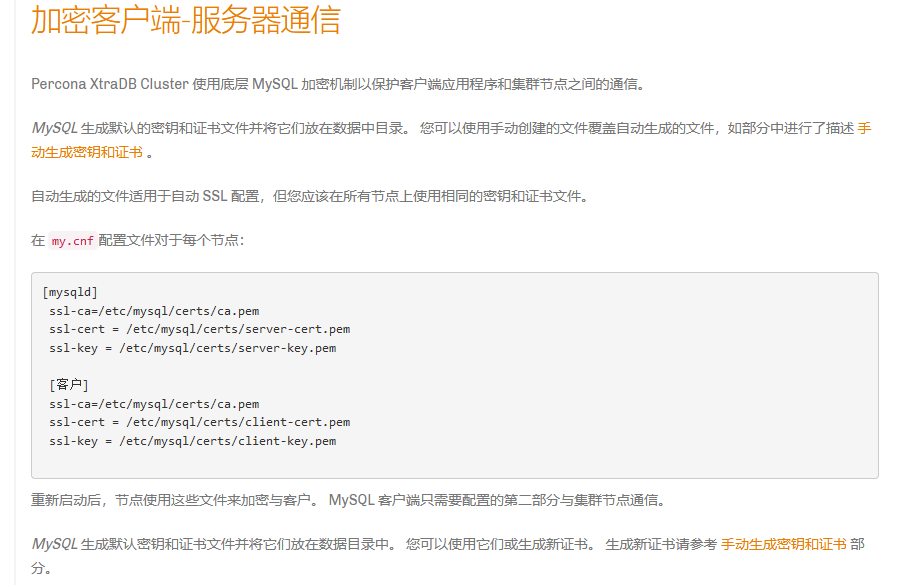 加密客户端-服务器通信
Percona XtraDB Cluster 使用底层 MySQL 加密机制以保护客户端应用程序和集群节点之间的通信。
MySQL 生成默认的密钥和证书文件并将它们放在数据中目录。 您可以使用手动创建的文件覆盖自动生成的文件，如部分中进行了描述 手
动生成密钥和证书 。
自动生成的文件适用于自动 SSL 配置，但您应该在所有节点上使用相同的密钥和证书文件。
在 my.cnf 配置文件对于每个节点：
[mysqld]
ssl-ca=/etc/mysql/certs/ca.pem
ssl-cert = /etc/mysql/certs/server-cert.pem
ssl-key = /etc/mysql/certs/server-key.pem
[客户]
ssl-ca=/etc/mysql/certs/ca.pem
ssl-cert = /etc/mysql/certs/client-cert.pem
ssl-key = /etc/mysql/certs/client-key.pem
重新启动后，节点使用这些文件来加密与客户。 MySQL 客户端只需要配置的第二部分与集群节点通信。
MySQL 生成默认密钥和证书文件并将它们放在数据目录中。 您可以使用它们或生成新证书。 生成新证书请参考 手动生成密钥和证书 部
分。